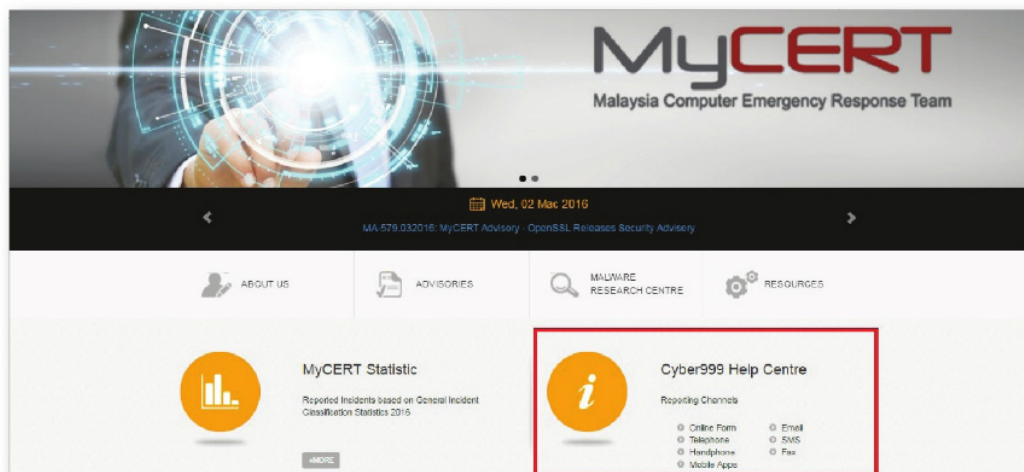 MyCERT
Malaysia Computer Emergency Response Team
Wed, 02 Mac 2016
MA-579.032016: MyCERT Advisory - OpenSSL Releases Security Advisory
ABOUT US
ADVISORIES
MALWARE
RESEARCH CENTRE
RESOURCES
MyCERT Statistic
Reported Incidents based on General Incident
Classification Statistics 2016
+MORE
Cyber999 Help Centre
Reporting Channels
Online Form
Telephone
Handphone
Mobile Apps
Email
SMS
Fax